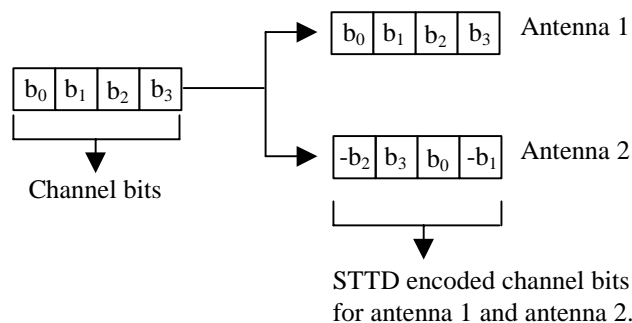 b₀ b₁ b₂ b₃ Antenna 1
b₀ b₁ b₂ b₃
-b₂ b₃ b₀ -b₁ Antenna 2
Channel bits
STTD encoded channel bits
for antenna 1 and antenna 2.